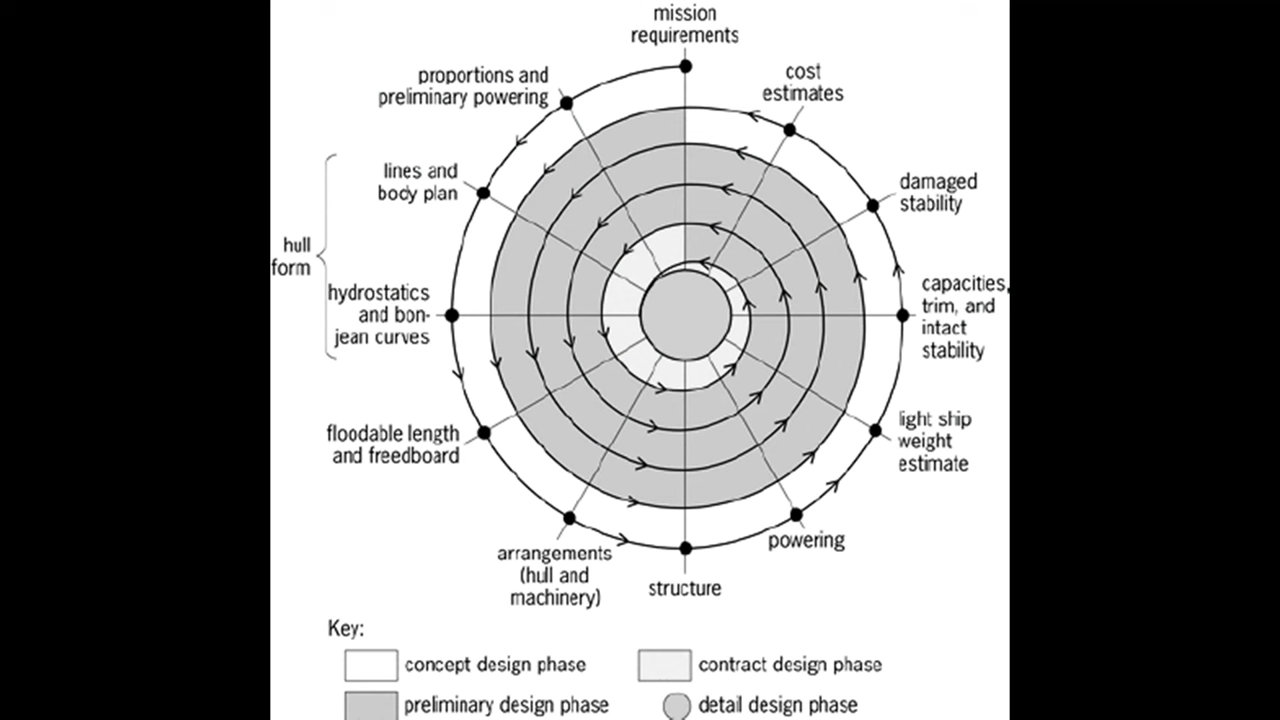 mission
requirements
cost
estimates
proportions and
preliminary powering
damaged
stability
lines and
body plan
hull
form
capacities,
trim, and
intact
stability
hydrostatics
and bon-
jean curves
light ship
weight
estimate
floodable length
and freedboard
powering
arrangements
(hull and
machinery)
structure
Key:
concept design phase
contract design phase
preliminary design phase
detail design phase